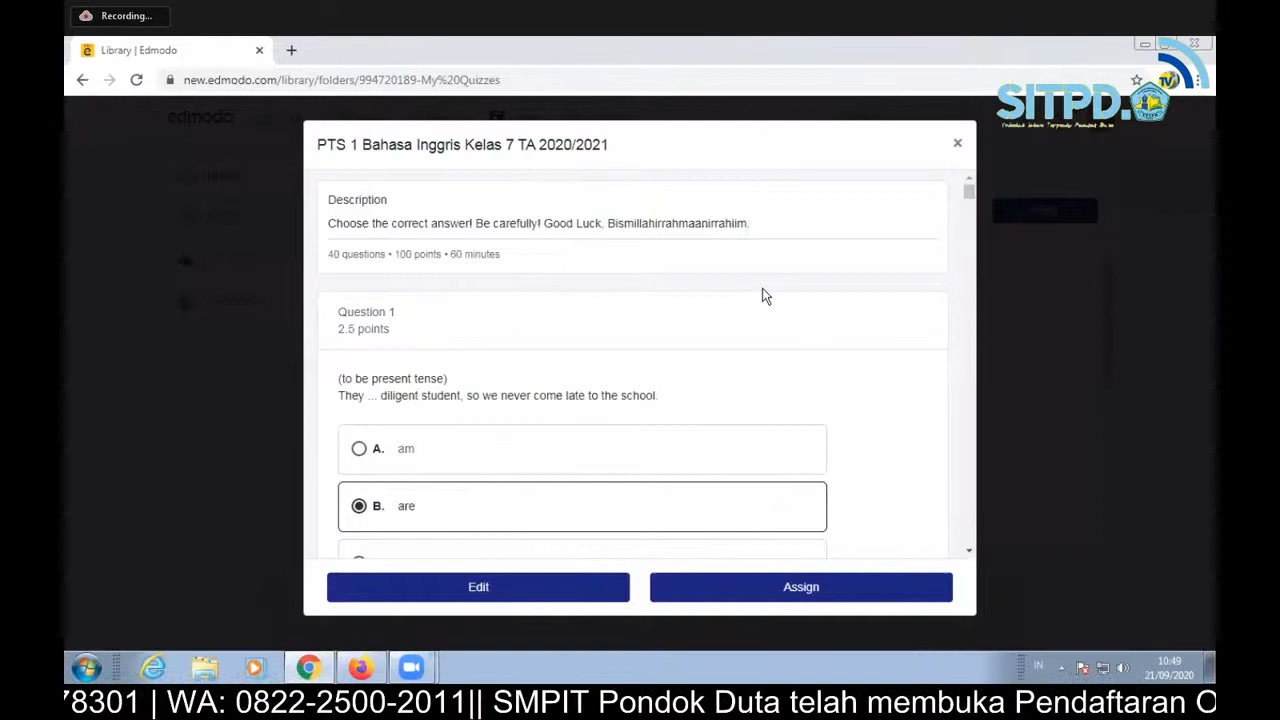 Recording...
Library | Edmodo
new.edmodo.com/library/folders/994720189-My%20Quizzes
SITPD.
edmodo
PTS 1 Bahasa Inggris Kelas 7 TA 2020/2021
Description
Choose the correct answer! Be carefully! Good Luck, Bismillahirrahmaanirrahiim.
40 questions • 100 points • 60 minutes
Question 1
2.5 points
(to be present tense)
They ... diligent student, so we never come late to the school.
A. am
B. are
Edit
Assign
IN
10:49
21/09/2020
78301 | WA: 0822-2500-2011|| SMPIT Pondok Duta telah membuka Pendaftaran